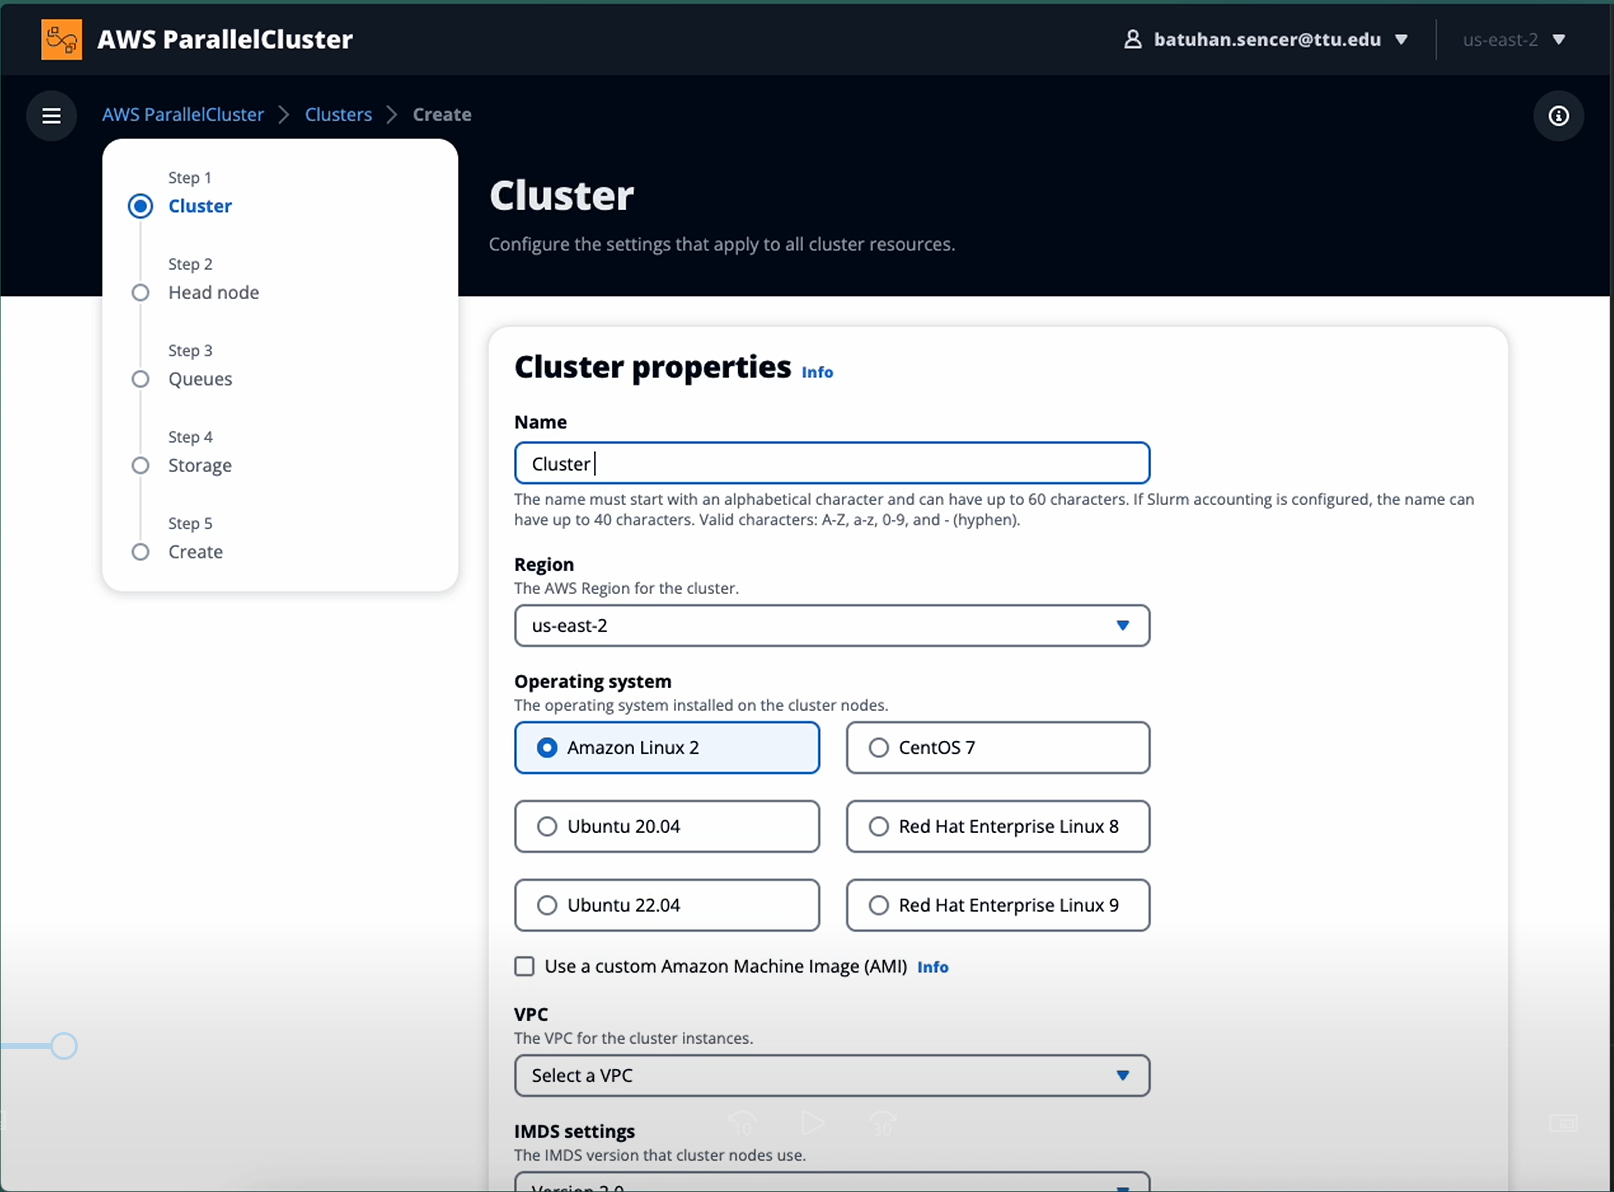 AWS ParallelCluster
batuhan.sencer@ttu.edu
us-east-2
AWS ParallelCluster
Clusters
Create
Step 1
Cluster
Step 2
Head node
Step 3
Queues
Step 4
Storage
Step 5
Create
Cluster
Configure the settings that apply to all cluster resources.
Cluster properties Info
Name
Cluster
The name must start with an alphabetical character and can have up to 60 characters. If Slurm accounting is configured, the name can
have up to 40 characters. Valid characters: A-Z, a-z, 0-9, and - (hyphen).
Region
The AWS Region for the cluster.
us-east-2
Operating system
The operating system installed on the cluster nodes.
Amazon Linux 2
CentOS 7
Ubuntu 20.04
Red Hat Enterprise Linux 8
Ubuntu 22.04
Red Hat Enterprise Linux 9
Use a custom Amazon Machine Image (AMI) Info
VPC
The VPC for the cluster instances.
Select a VPC
10
30
IMDS settings
The IMDS version that cluster nodes use.
Version 2.0